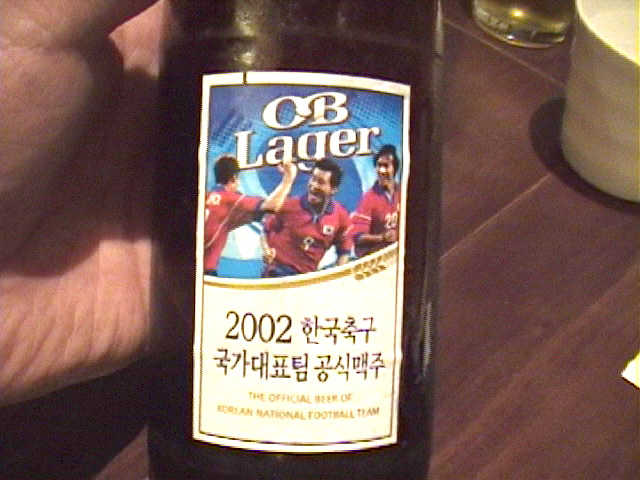 OB
Lager
20
2002 한국축구
국가대표팀 공식맥주
THE OFFICIAL BEER OF
KOREAN NATIONAL FOOTBALL TEAM